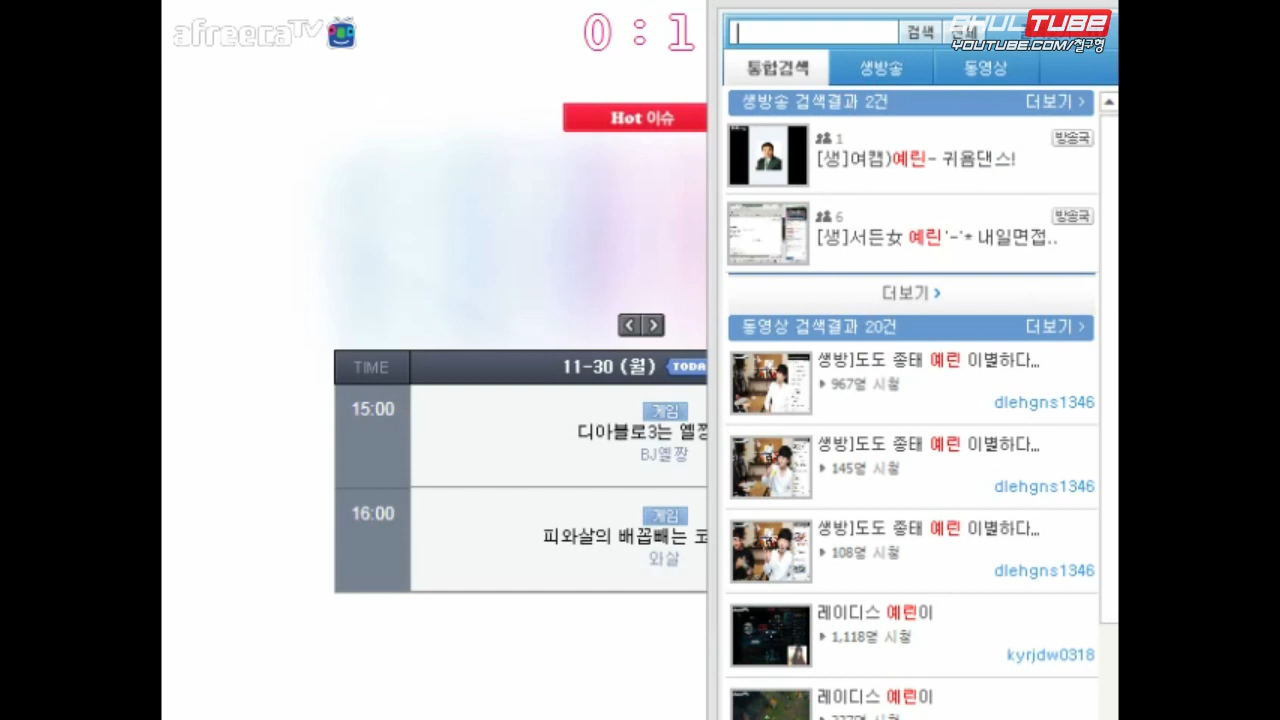 afreecaTV
0 : 1
CHULTUBE
YOUTUBE.COM/철구형
검색
통합검색
생방송
동영상
Hot 이슈
생방송 검색결과 2건
더보기 >
1
방송국
[생]여캠)예린- 귀욤댄스!
6
방송국
[생]서든女 예린'-'* 내일면접..
더보기 >
동영상 검색결과 20건
더보기 >
생방]도도 종태 예린 이별하다...
967명 시청
dlehgns1346
생방]도도 종태 예린 이별하다...
145명 시청
dlehgns1346
생방]도도 종태 예린 이별하다...
108명 시청
dlehgns1346
레이디스 예린이
1,118명 시청
kyrjdw0318
레이디스 예린이
TIME
11-30 (월)
15:00
게임
디아블로3는 옐짱
BJ옐짱
16:00
게임
피와살의 배꼽빼는
와살